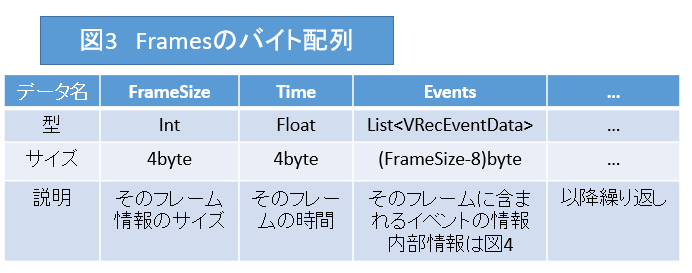 図3 Framesのバイト配列
データ名 FrameSize Time Events ...
型 Int Float List<VRecEventData> ...
サイズ 4byte 4byte (FrameSize-8)byte ...
説明 そのフレーム情報のサイズ そのフレームの時間 そのフレームに含まれるイベントの情報 内部情報は図4 以降繰り返し